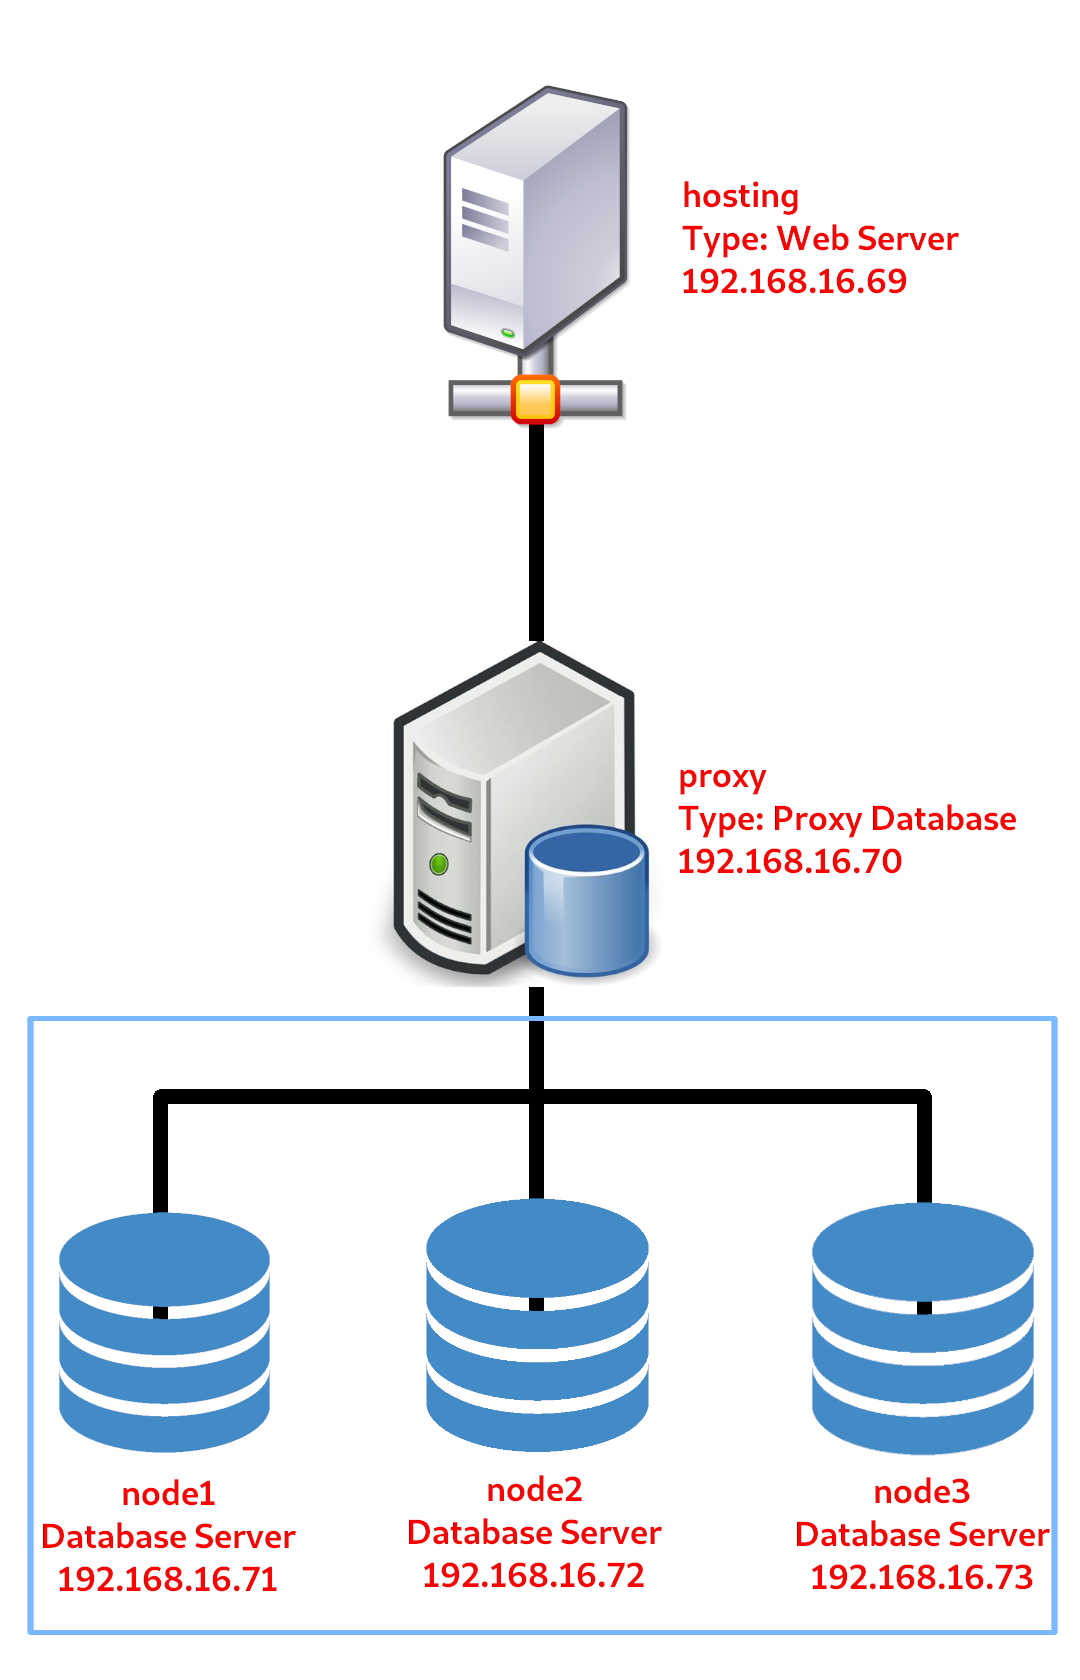 hosting
Type: Web Server
192.168.16.69
proxy
Type: Proxy Database
192.168.16.70
node1
Database Server
192.168.16.71
node2
Database Server
192.168.16.72
node3
Database Server
192.168.16.73